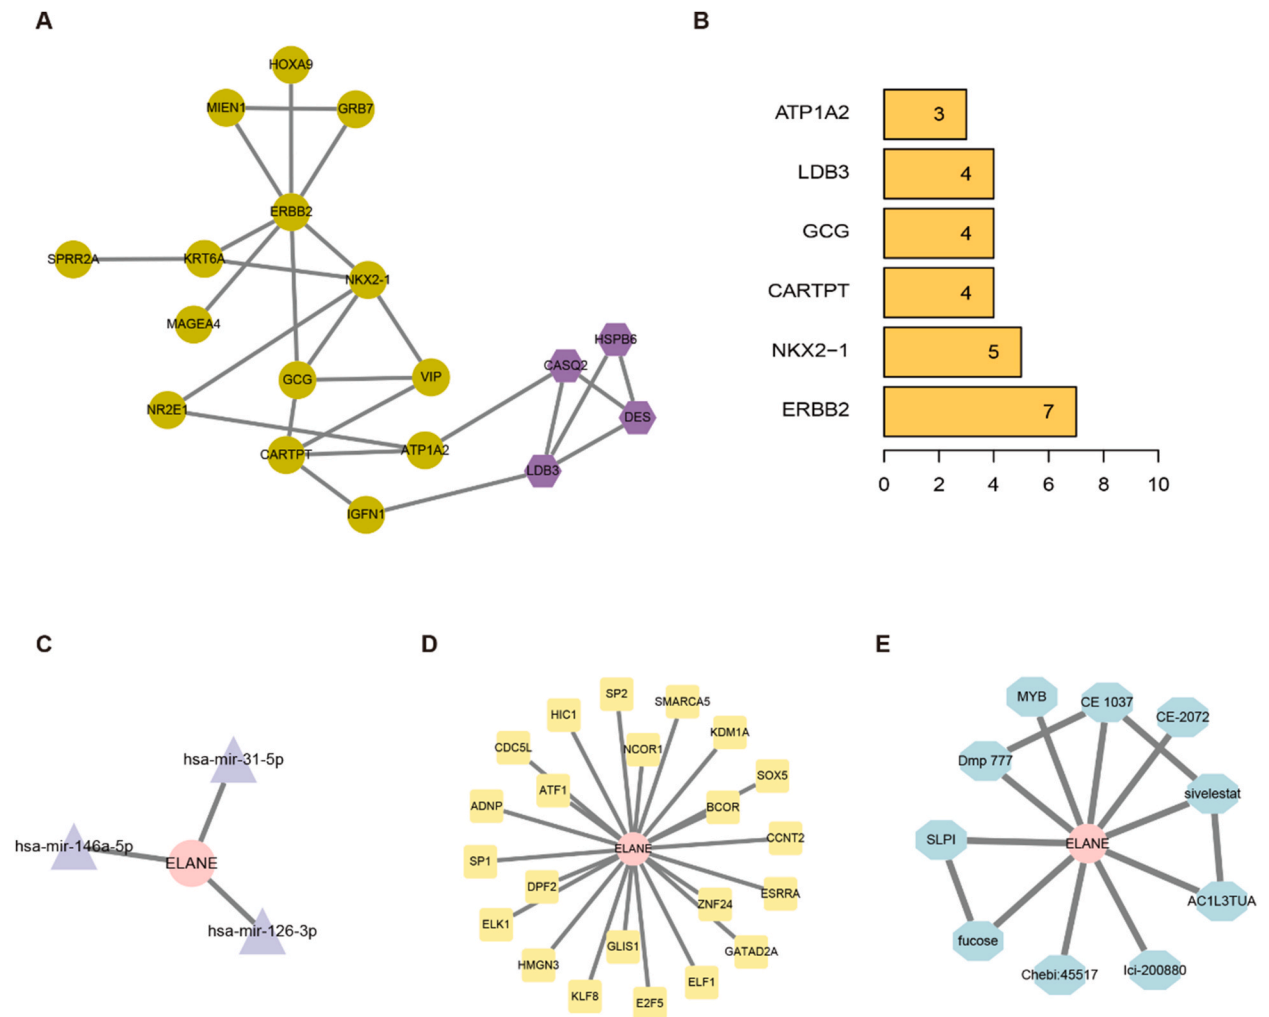 A
HOXA9
MIEN1
GRB7
ERBB2
SPRR2A
KRT6A
NKX2-1
MAGEA4
HSPB6
CASQ2
GCG
VIP
NR2E1
DES
CARTPT
ATP1A2
LDB3
IGFN1
B
ATP1A2
3
LDB3
4
GCG
4
CARTPT
4
NKX2−1
5
ERBB2
7
0 2 4 6 8 10
C
hsa-mir-31-5p
hsa-mir-146a-5p
ELANE
hsa-mir-126-3p
D
SP2
SMARCA5
HIC1
KDM1A
CDC5L
NCOR1
SOX5
ATF1
ADNP
BCOR
CCNT2
ELANE
SP1
DPF2
ESRRA
ZNF24
ELK1
GLIS1
GATAD2A
HMGN3
ELF1
KLF8
E2F5
E
MYB
CE 1037
CE-2072
Dmp 777
sivelestat
SLPI
ELANE
AC1L3TUA
fucose
Chebi:45517
Ici-200880